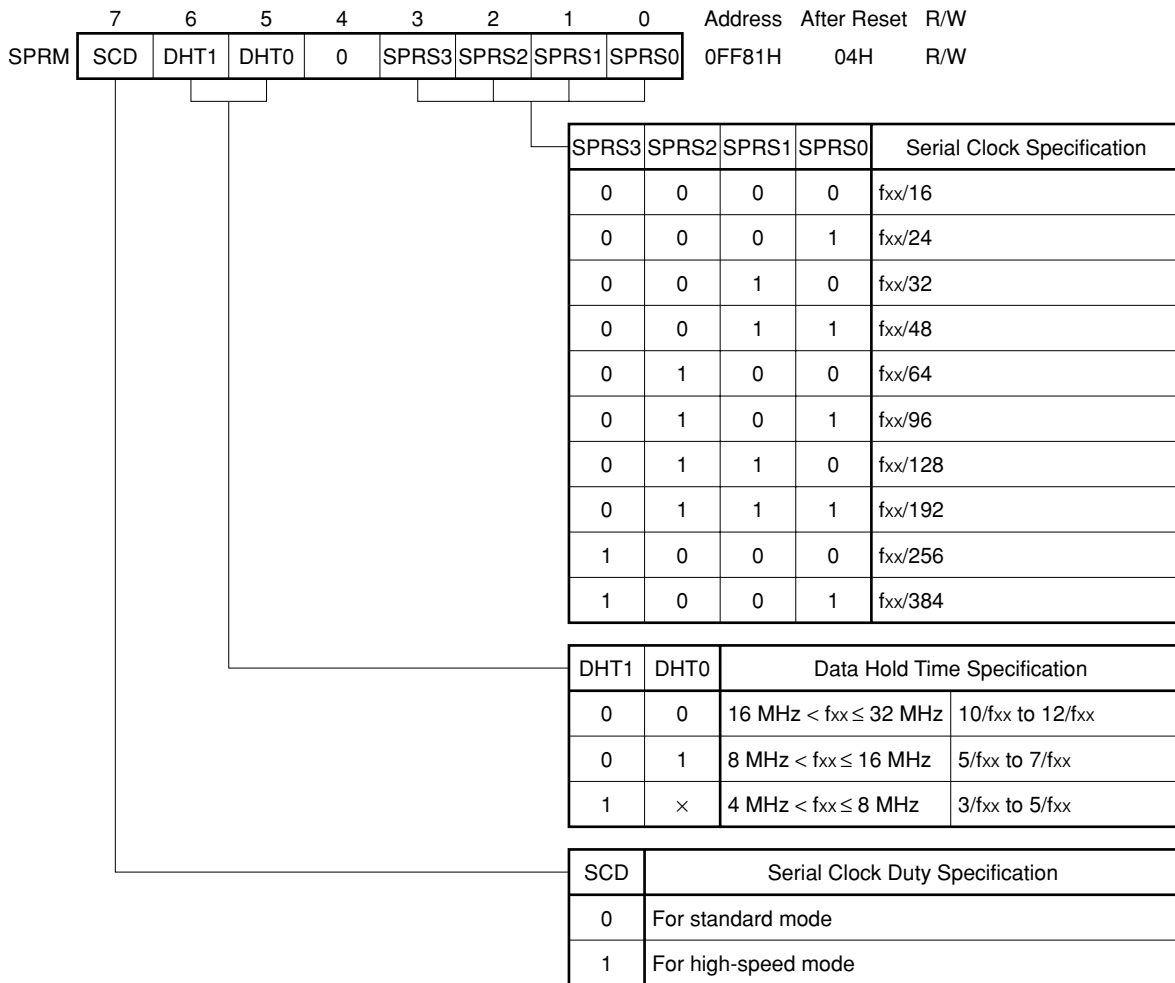 7 6 5 4 3 2 1 0 Address After Reset R/W
SPRM SCD DHT1 DHT0 0 SPRS3 SPRS2 SPRS1 SPRS0 0FF81H 04H R/W
SPRS3 SPRS2 SPRS1 SPRS0 Serial Clock Specification
0 0 0 0 fxx/16
0 0 0 1 fxx/24
0 0 1 0 fxx/32
0 0 1 1 fxx/48
0 1 0 0 fxx/64
0 1 0 1 fxx/96
0 1 1 0 fxx/128
0 1 1 1 fxx/192
1 0 0 0 fxx/256
1 0 0 1 fxx/384
DHT1 DHT0 Data Hold Time Specification
0 0 16 MHz < fxx ≤ 32 MHz 10/fxx to 12/fxx
0 1 8 MHz < fxx ≤ 16 MHz 5/fxx to 7/fxx
1 × 4 MHz < fxx ≤ 8 MHz 3/fxx to 5/fxx
SCD Serial Clock Duty Specification
0 For standard mode
1 For high-speed mode